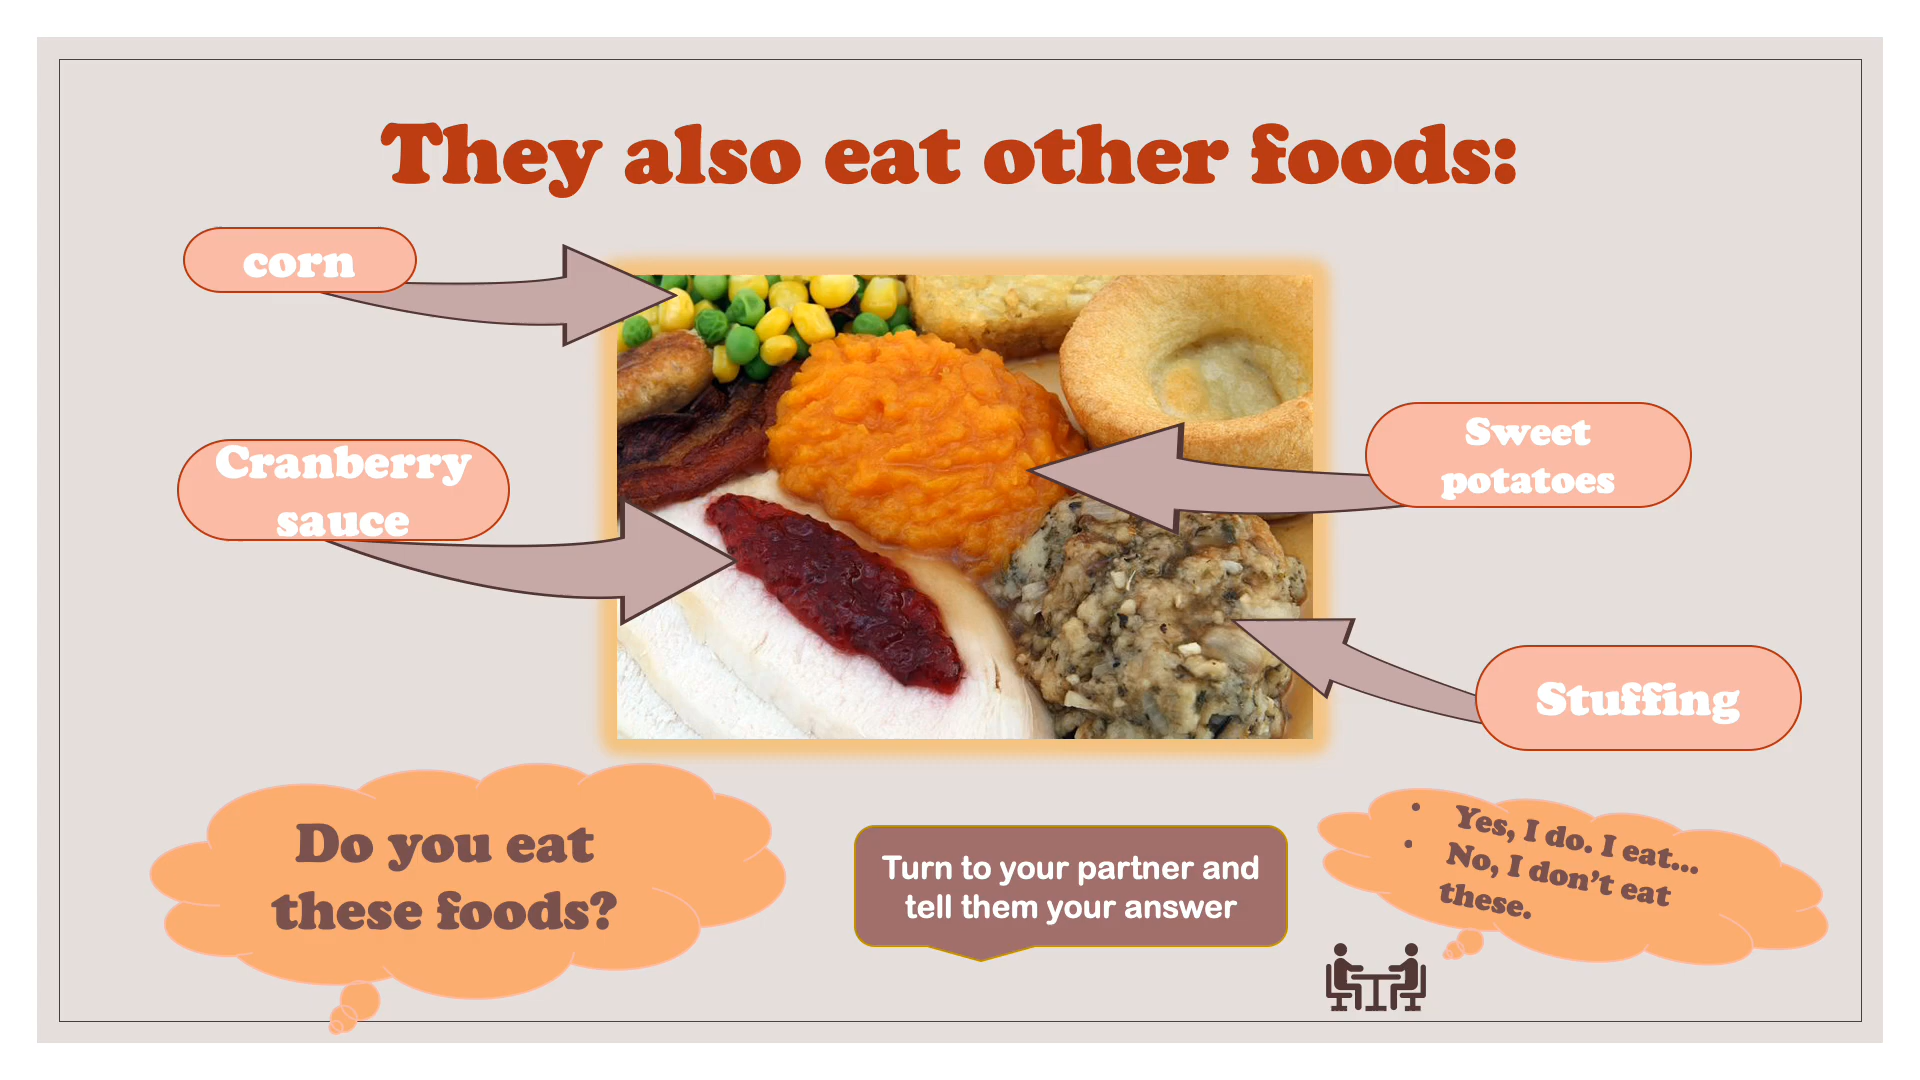 They also eat other foods:
corn
Cranberry
sauce
Sweet
potatoes
Stuffing
Do you eat
these foods?
Turn to your partner and
tell them your answer
• Yes, I do. I eat...
• No, I don't eat
these.